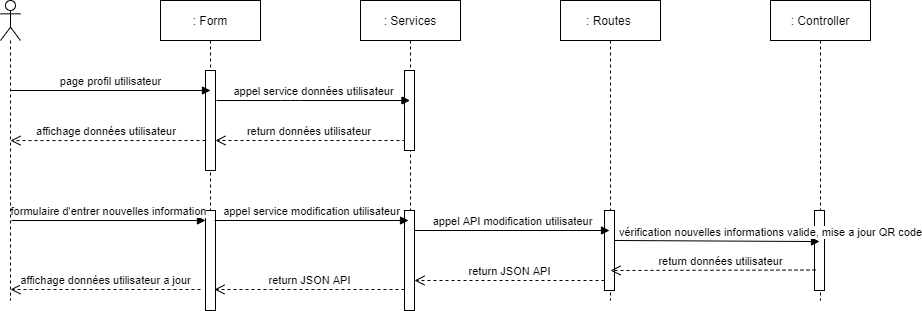 : Form
: Services
: Routes
: Controller
page profil utilisateur
appel service données utilisateur
affichage données utilisateur
return données utilisateur
formulaire d'entrer nouvelles information
appel service modification utilisateur
appel API modification utilisateur
vérification nouvelles informations valide, mise a jour QR code
return données utilisateur
return JSON API
return JSON API
affichage données utilisateur a jour